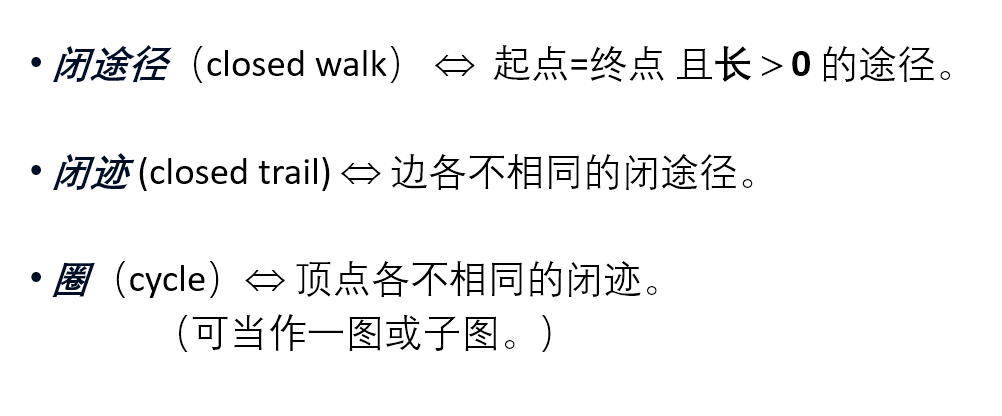 • 闭途径（closed walk） ⇔ 起点=终点 且长＞0 的途径。
• 闭迹 (closed trail) ⇔ 边各不相同的闭途径。
• 圈（cycle）⇔ 顶点各不相同的闭迹。
（可当作一图或子图。）